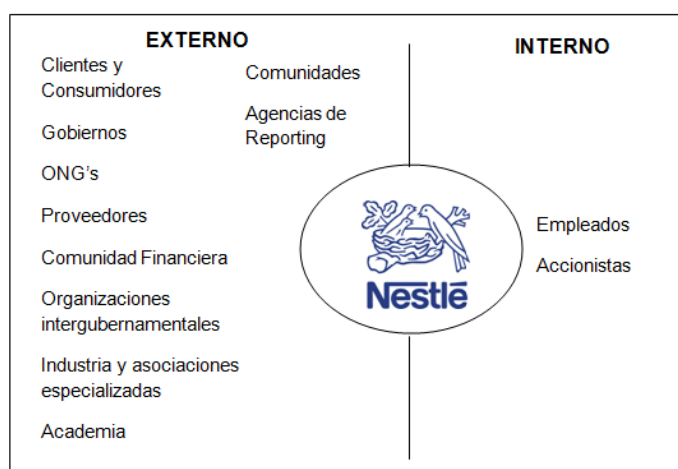 EXTERNO
Clientes y
Consumidores
Gobiernos
ONG's
Proveedores
Comunidad Financiera
Organizaciones
intergubernamentales
Industria y asociaciones
especializadas
Academia
Comunidades
Agencias de
Reporting
Nestlé
INTERNO
Empleados
Accionistas